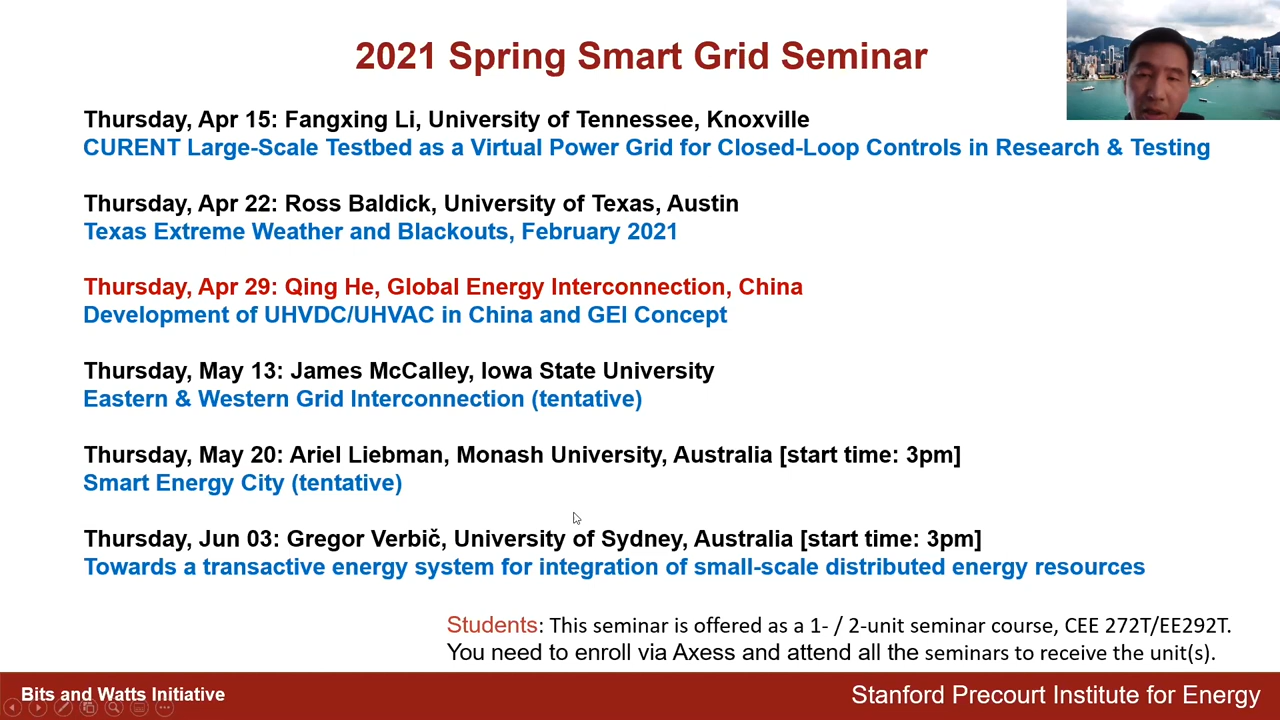 2021 Spring Smart Grid Seminar
Thursday, Apr 15: Fangxing Li, University of Tennessee, Knoxville
CURENT Large-Scale Testbed as a Virtual Power Grid for Closed-Loop Controls in Research & Testing
Thursday, Apr 22: Ross Baldick, University of Texas, Austin
Texas Extreme Weather and Blackouts, February 2021
Thursday, Apr 29: Qing He, Global Energy Interconnection, China
Development of UHVDC/UHVAC in China and GEI Concept
Thursday, May 13: James McCalley, Iowa State University
Eastern & Western Grid Interconnection (tentative)
Thursday, May 20: Ariel Liebman, Monash University, Australia [start time: 3pm]
Smart Energy City (tentative)
Thursday, Jun 03: Gregor Verbič, University of Sydney, Australia [start time: 3pm]
Towards a transactive energy system for integration of small-scale distributed energy resources
Students: This seminar is offered as a 1- / 2-unit seminar course, CEE 272T/EE292T.
You need to enroll via Axess and attend all the seminars to receive the unit(s).
Bits and Watts Initiative
Stanford Precourt Institute for Energy